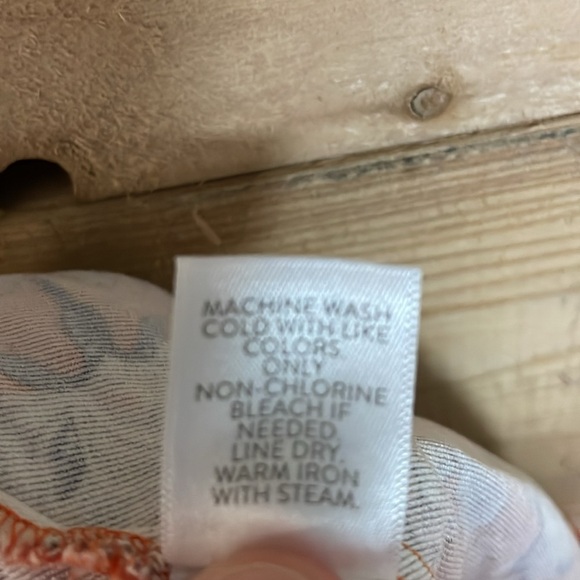 MACHINE WASH
COLD WITH LIKE
COLORS
ONLY
NON-CHLORINE
BLEACH IF
NEEDED,
LINE DRY,
WARM IRON
WITH STEAM.